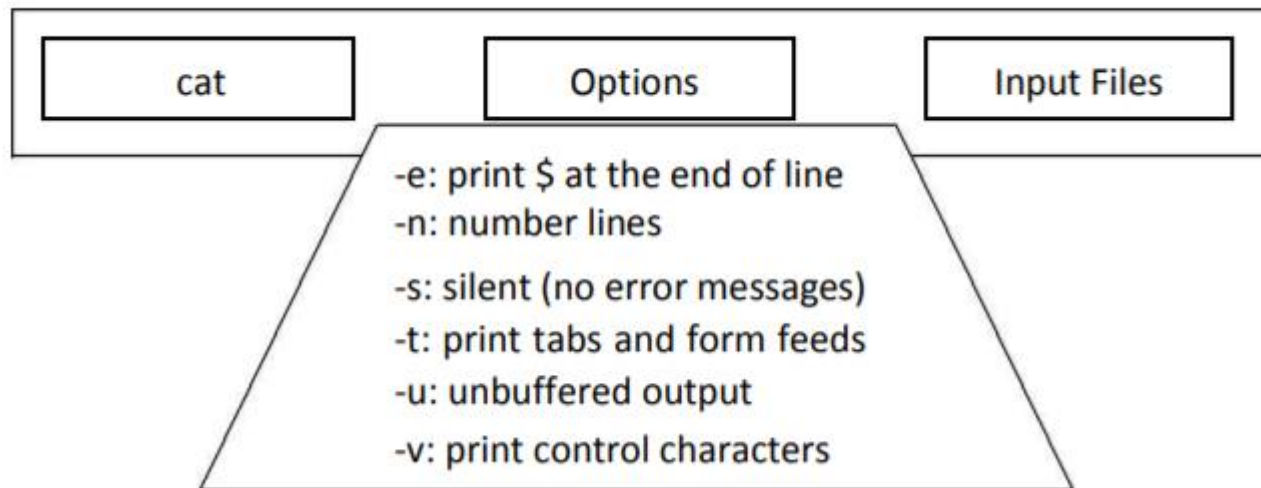 cat
Options
Input Files
-e: print $ at the end of line
-n: number lines
-s: silent (no error messages)
-t: print tabs and form feeds
-u: unbuffered output
-v: print control characters